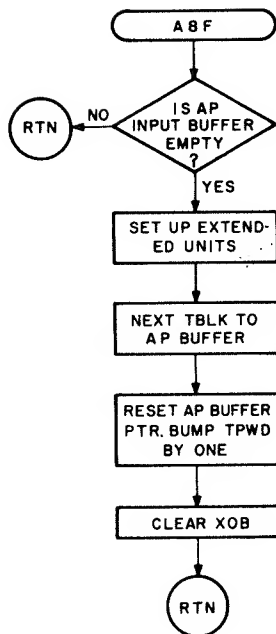 ABF
IS AP
INPUT BUFFER
EMPTY
?
NO
RTN
YES
SET UP EXTEND-
ED UNITS
NEXT TBLK TO
AP BUFFER
RESET AP BUFFER
PTR. BUMP TPWD
BY ONE
CLEAR XOB
RTN